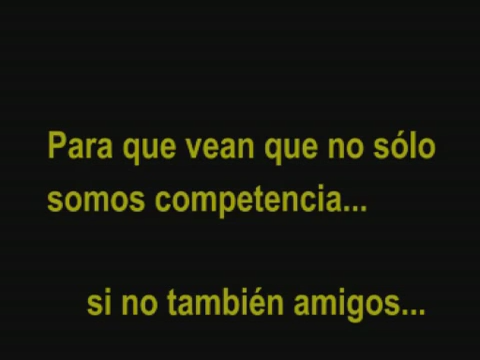 Para que vean que no sólo
somos competencia...
si no también amigos...